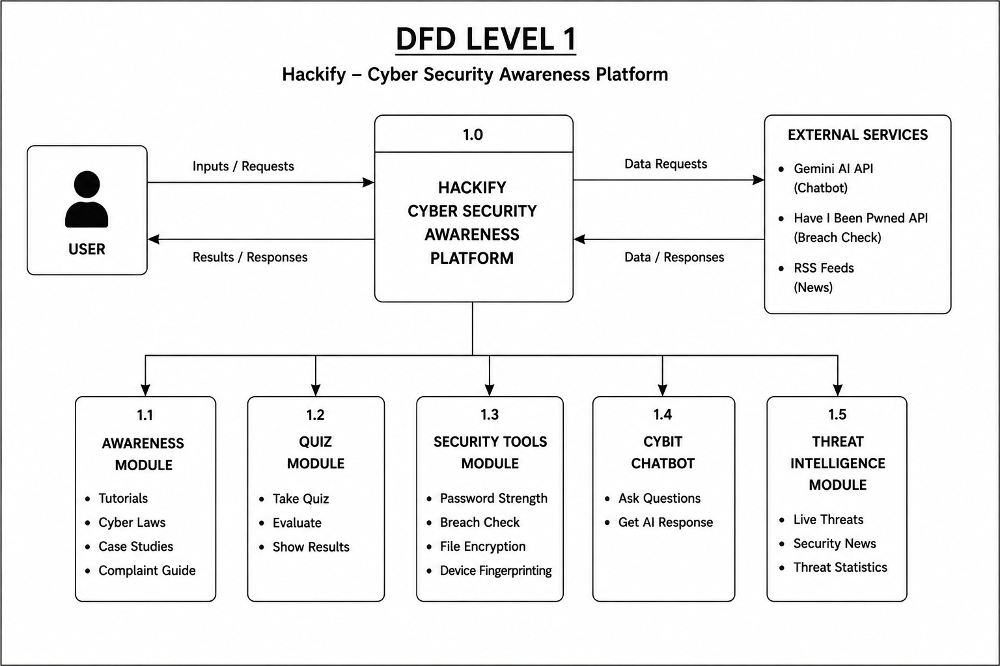 DFD LEVEL 1
Hackify – Cyber Security Awareness Platform
USER
Inputs / Requests
Results / Responses
1.0
HACKIFY
CYBER SECURITY
AWARENESS
PLATFORM
Data Requests
Data / Responses
EXTERNAL SERVICES
• Gemini AI API
(Chatbot)
• Have I Been Pwned API
(Breach Check)
• RSS Feeds
(News)
1.1
AWARENESS
MODULE
• Tutorials
• Cyber Laws
• Case Studies
• Complaint Guide
1.2
QUIZ
MODULE
• Take Quiz
• Evaluate
• Show Results
1.3
SECURITY TOOLS
MODULE
• Password Strength
• Breach Check
• File Encryption
• Device Fingerprinting
1.4
CYBIT
CHATBOT
• Ask Questions
• Get AI Response
1.5
THREAT
INTELLIGENCE
MODULE
• Live Threats
• Security News
• Threat Statistics